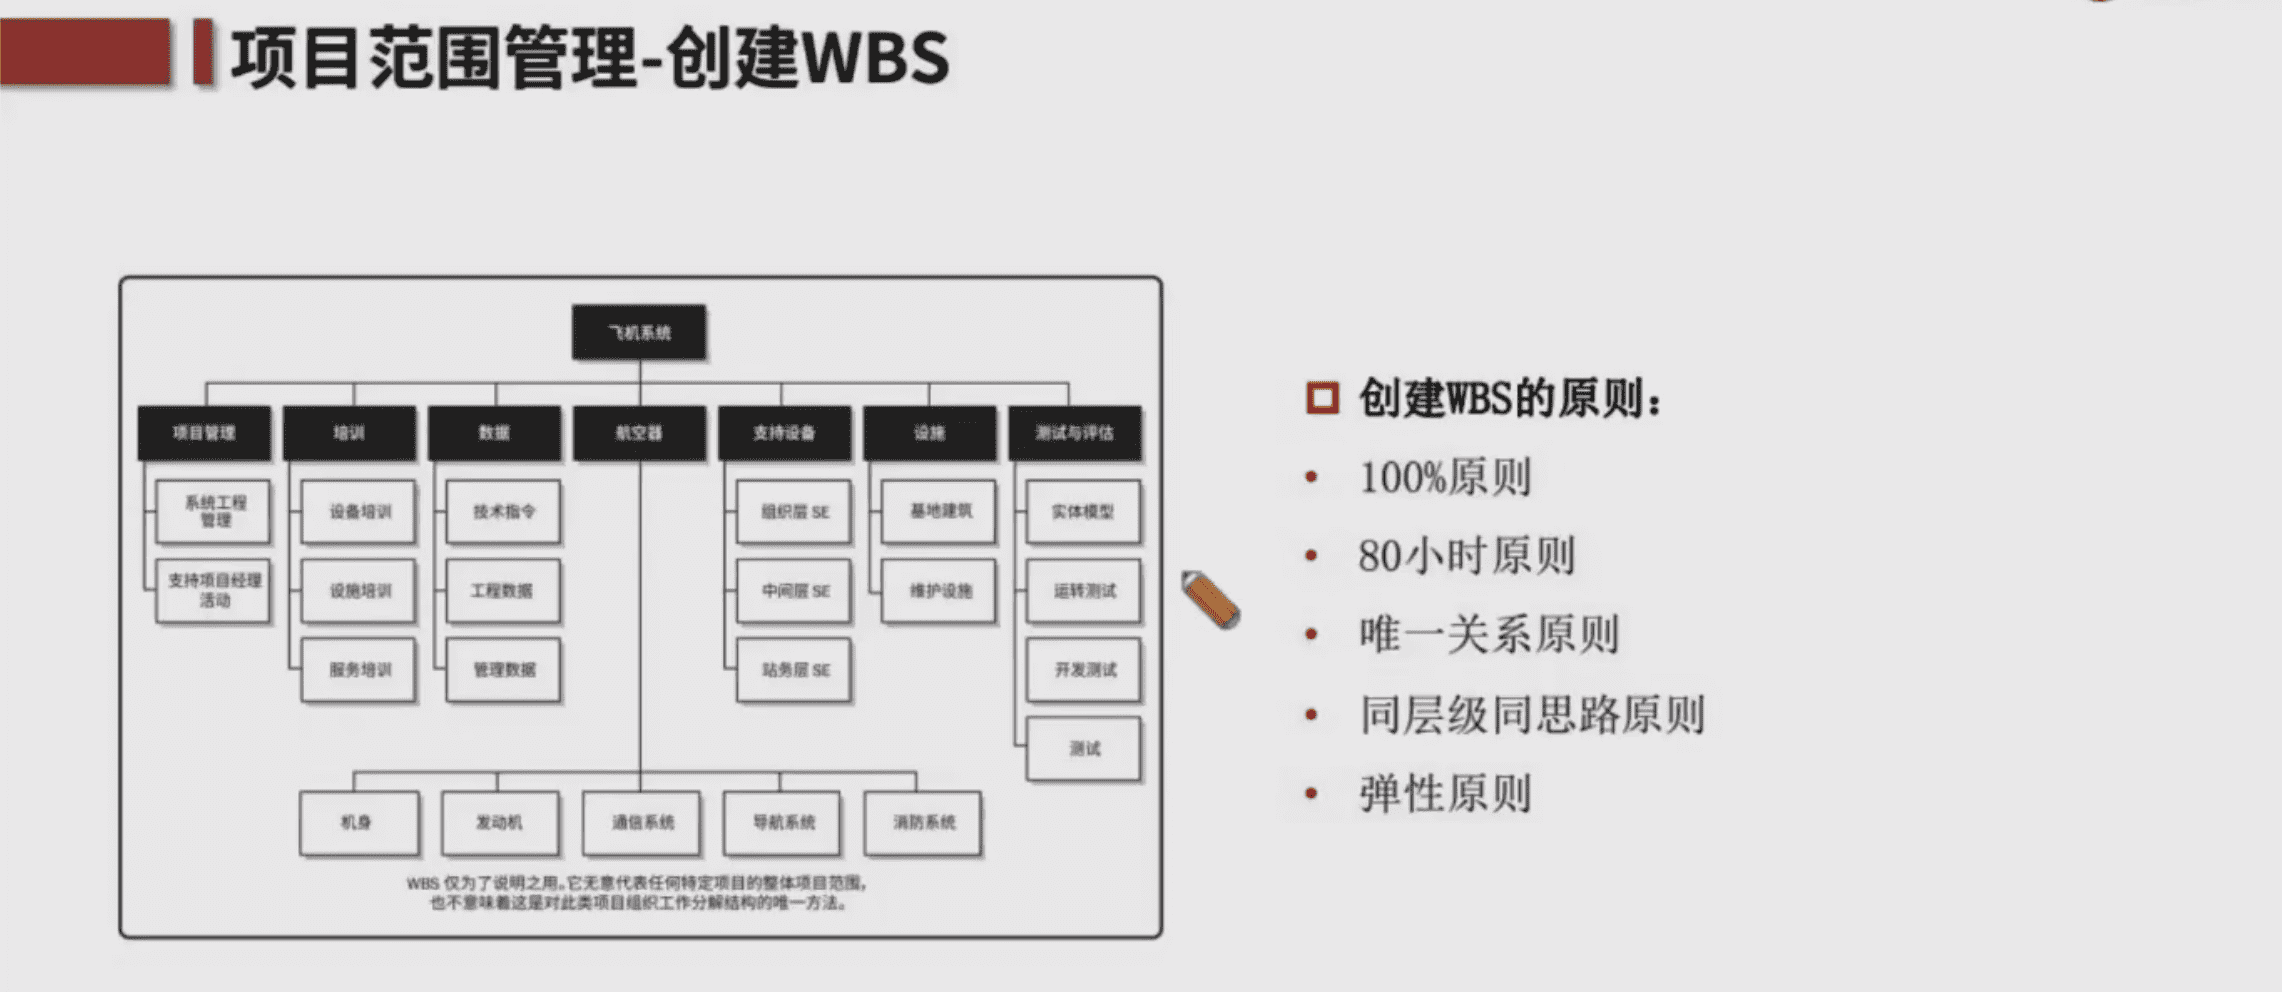 项目范围管理-创建WBS
飞机系统
项目管理
培训
数据
航空器
支持设备
设施
测试与评估
系统工程
管理
支持项目经理
活动
设备培训
设施培训
服务培训
技术指令
工程数据
管理数据
组织层 SE
中间层 SE
站务层 SE
基地建筑
维护设施
实体模型
运转测试
开发测试
测试
机身
发动机
通信系统
导航系统
消防系统
WBS 仅为了说明之用。它无意代表任何特定项目的整体项目范围，
也不意味着这是对此类项目组织工作分解结构的唯一方法。
创建WBS的原则：
• 100%原则
• 80小时原则
• 唯一关系原则
• 同层级同思路原则
• 弹性原则